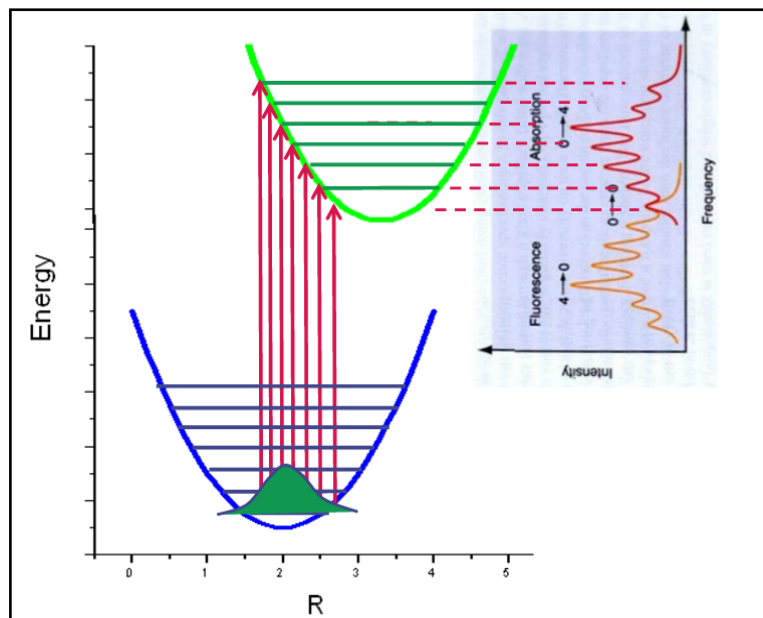 Energy
0 1 2 3 4 5
R
Absorption
0→4
0→0
Fluorescence
4→0
Frequency
Intensity